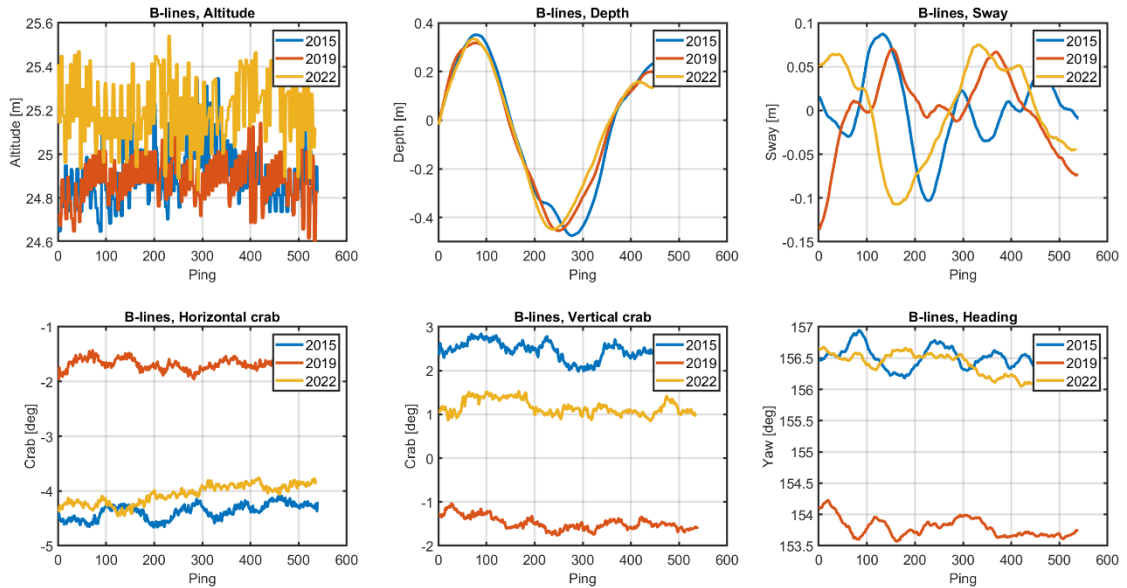 B-lines, Altitude
25.6
25.4
25.2
25
24.8
24.6
Altitude [m]
0 100 200 300 400 500 600
Ping
2015
2019
2022
B-lines, Depth
0.4
0.2
0
-0.2
-0.4
Depth [m]
0 100 200 300 400 500 600
Ping
2015
2019
2022
B-lines, Sway
0.1
0.05
0
-0.05
-0.1
-0.15
Sway [m]
0 100 200 300 400 500 600
Ping
2015
2019
2022
B-lines, Horizontal crab
-1
-2
-3
-4
-5
Crab [deg]
0 100 200 300 400 500 600
Ping
2015
2019
2022
B-lines, Vertical crab
3
2
1
0
-1
-2
Crab [deg]
0 100 200 300 400 500 600
Ping
2015
2019
2022
B-lines, Heading
157
156.5
156
155.5
155
154.5
154
153.5
Yaw [deg]
0 100 200 300 400 500 600
Ping
2015
2019
2022